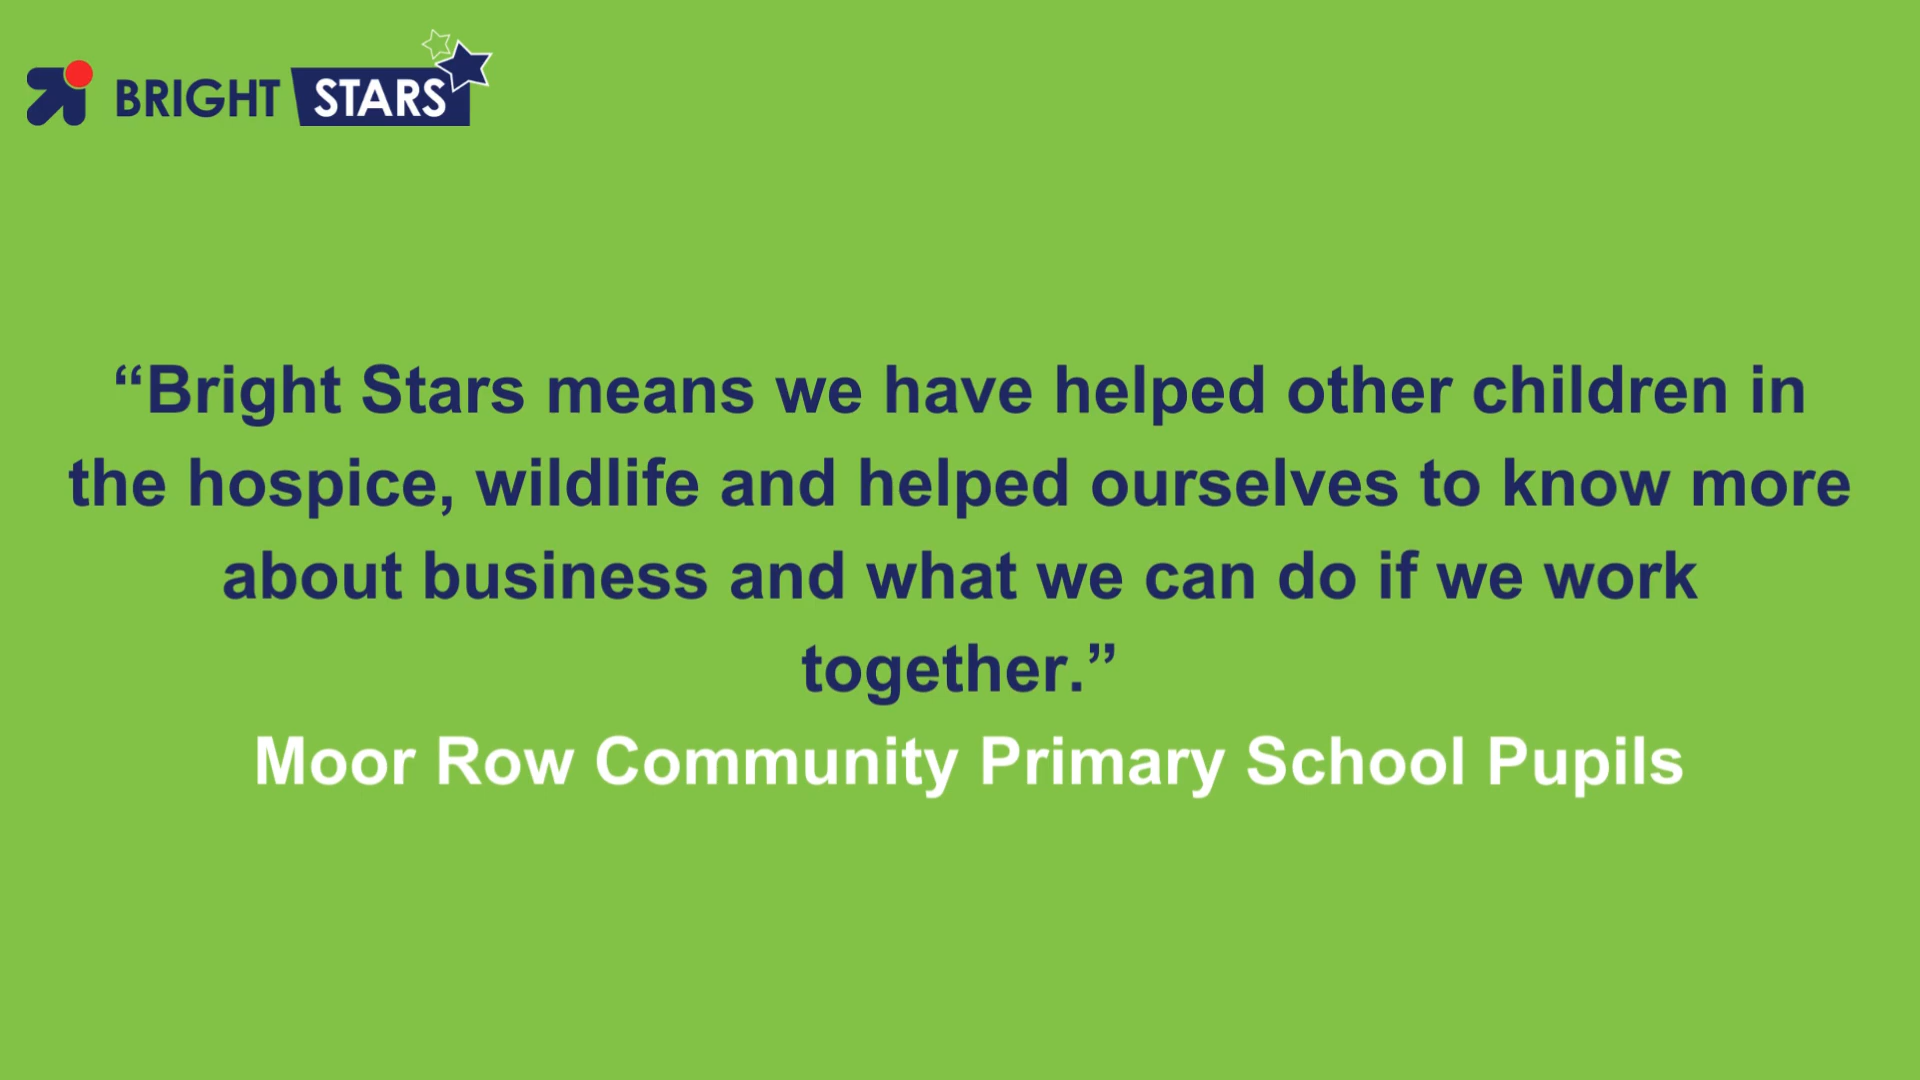 BRIGHT STARS
“Bright Stars means we have helped other children in
the hospice, wildlife and helped ourselves to know more
about business and what we can do if we work
together.”
Moor Row Community Primary School Pupils